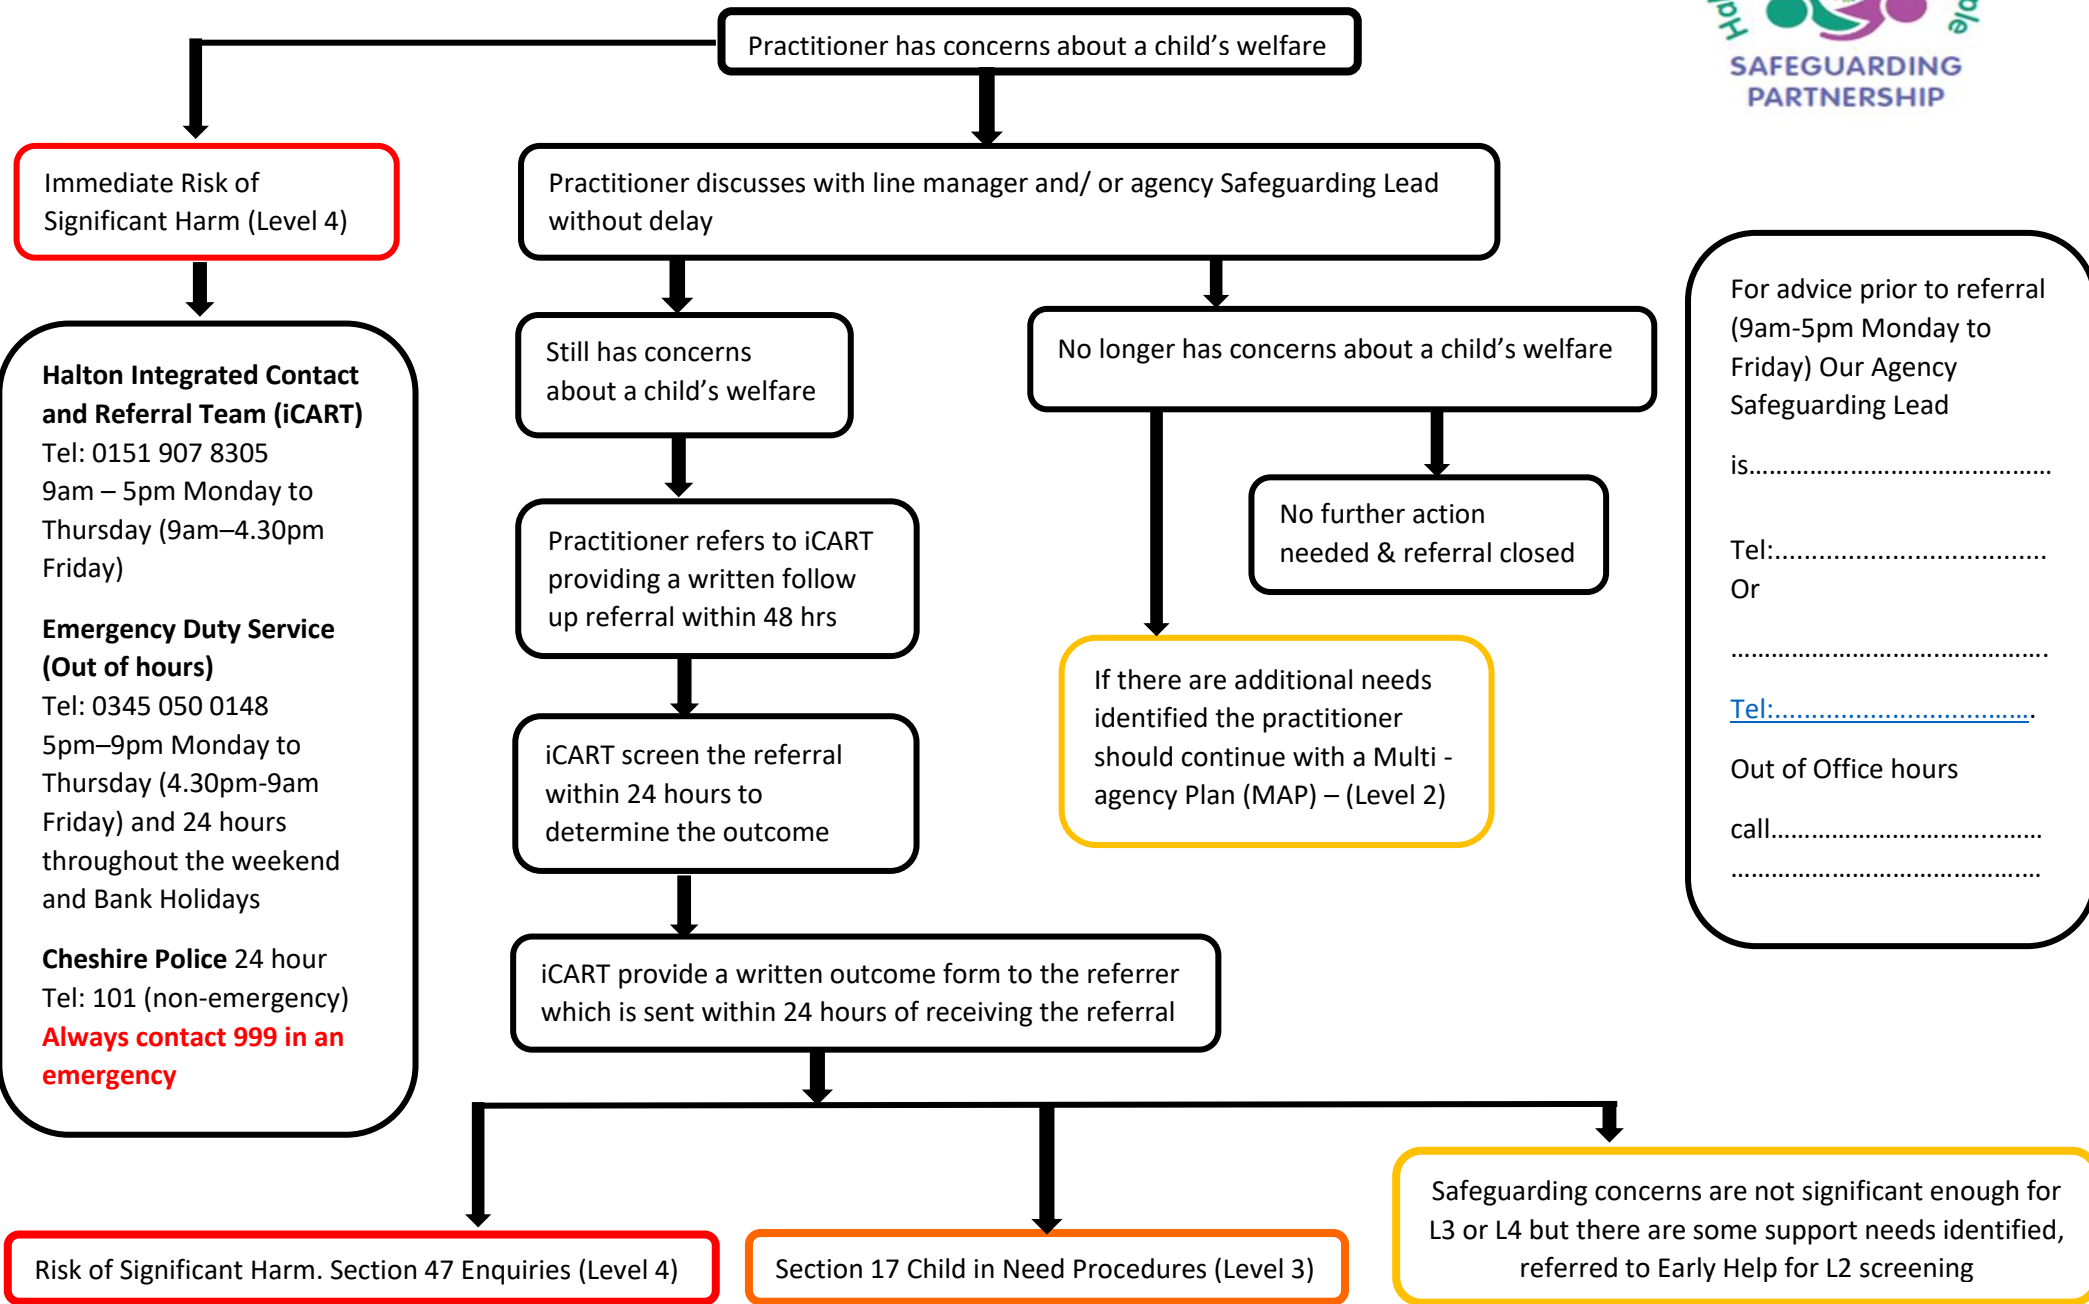 Practitioner has concerns about a child’s welfare
SAFEGUARDING
PARTNERSHIP
Immediate Risk of
Significant Harm (Level 4)
Practitioner discusses with line manager and/ or agency Safeguarding Lead
without delay
Halton Integrated Contact
and Referral Team (iCART)
Tel: 0151 907 8305
9am – 5pm Monday to
Thursday (9am–4.30pm
Friday)
Emergency Duty Service
(Out of hours)
Tel: 0345 050 0148
5pm–9pm Monday to
Thursday (4.30pm-9am
Friday) and 24 hours
throughout the weekend
and Bank Holidays
Cheshire Police 24 hour
Tel: 101 (non-emergency)
Always contact 999 in an
emergency
Still has concerns
about a child’s welfare
No longer has concerns about a child’s welfare
Practitioner refers to iCART
providing a written follow
up referral within 48 hrs
No further action
needed & referral closed
iCART screen the referral
within 24 hours to
determine the outcome
If there are additional needs
identified the practitioner
should continue with a Multi -
agency Plan (MAP) – (Level 2)
iCART provide a written outcome form to the referrer
which is sent within 24 hours of receiving the referral
For advice prior to referral
(9am-5pm Monday to
Friday) Our Agency
Safeguarding Lead
is………………………………………
Tel:.....................................
Or
……………………………………….
Tel:...................................
Out of Office hours
call………………………………
…………………………………….…
Risk of Significant Harm. Section 47 Enquiries (Level 4)
Section 17 Child in Need Procedures (Level 3)
Safeguarding concerns are not significant enough for
L3 or L4 but there are some support needs identified,
referred to Early Help for L2 screening